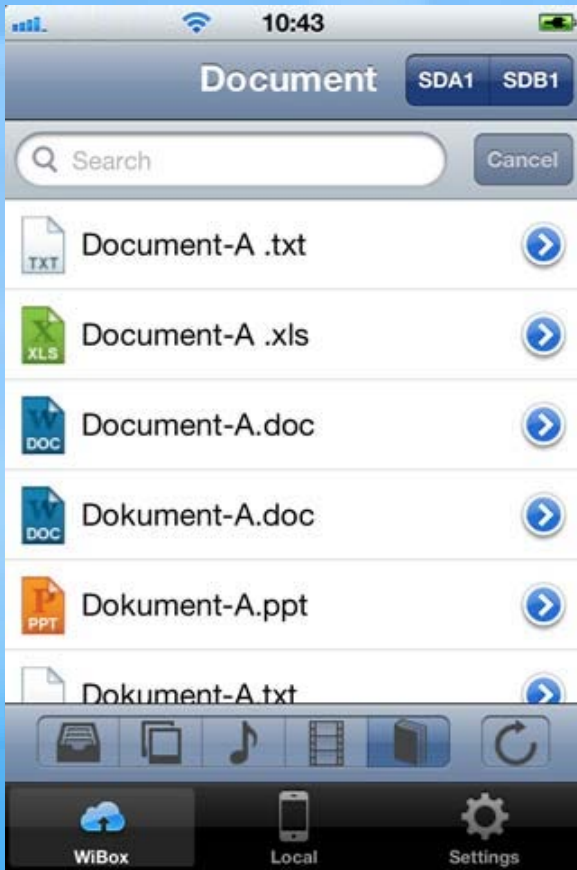 10:43
Document SDA1 SDB1
Search Cancel
TXT Document-A .txt
X XLS Document-A .xls
W DOC Document-A.doc
W DOC Dokument-A.doc
P PPT Dokument-A.ppt
Dokument-A.txt
WiBox Local Settings